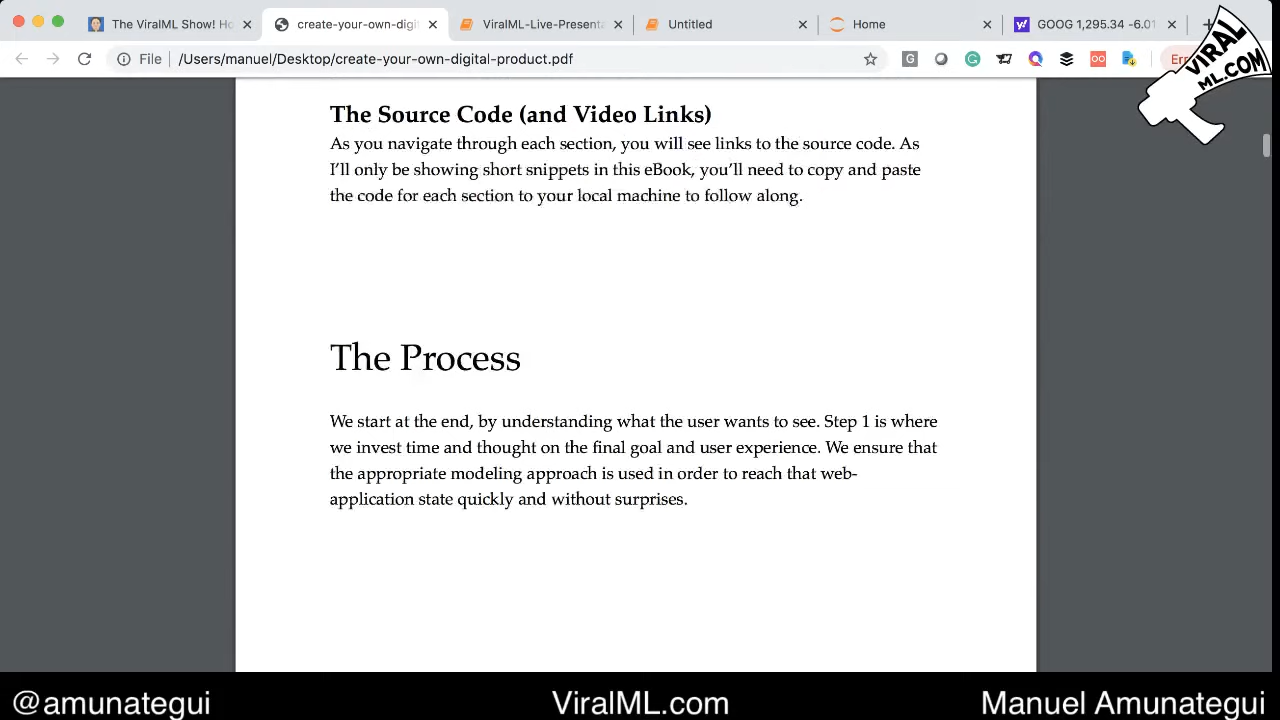 The ViralML Show! Ho
create-your-own-digi
ViralML-Live-Presenta
Untitled
Home
GOOG 1,295.34 -6.01
File
/Users/manuel/Desktop/create-your-own-digital-product.pdf
VIRAL
ML.COM
The Source Code (and Video Links)
As you navigate through each section, you will see links to the source code. As
I'll only be showing short snippets in this eBook, you'll need to copy and paste
the code for each section to your local machine to follow along.
The Process
We start at the end, by understanding what the user wants to see. Step 1 is where
we invest time and thought on the final goal and user experience. We ensure that
the appropriate modeling approach is used in order to reach that web-
application state quickly and without surprises.
@amunategui
ViralML.com
Manuel Amunategui